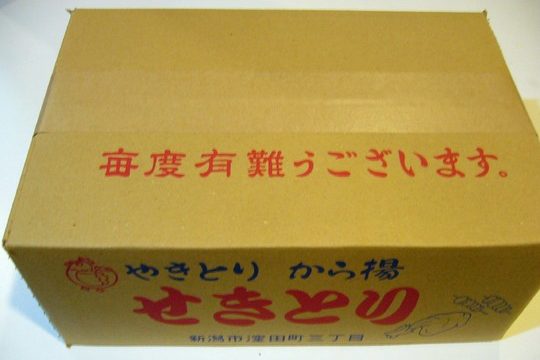 毎度有難うございます。
やきとり から揚
せきとり
新潟市窪田町三丁目